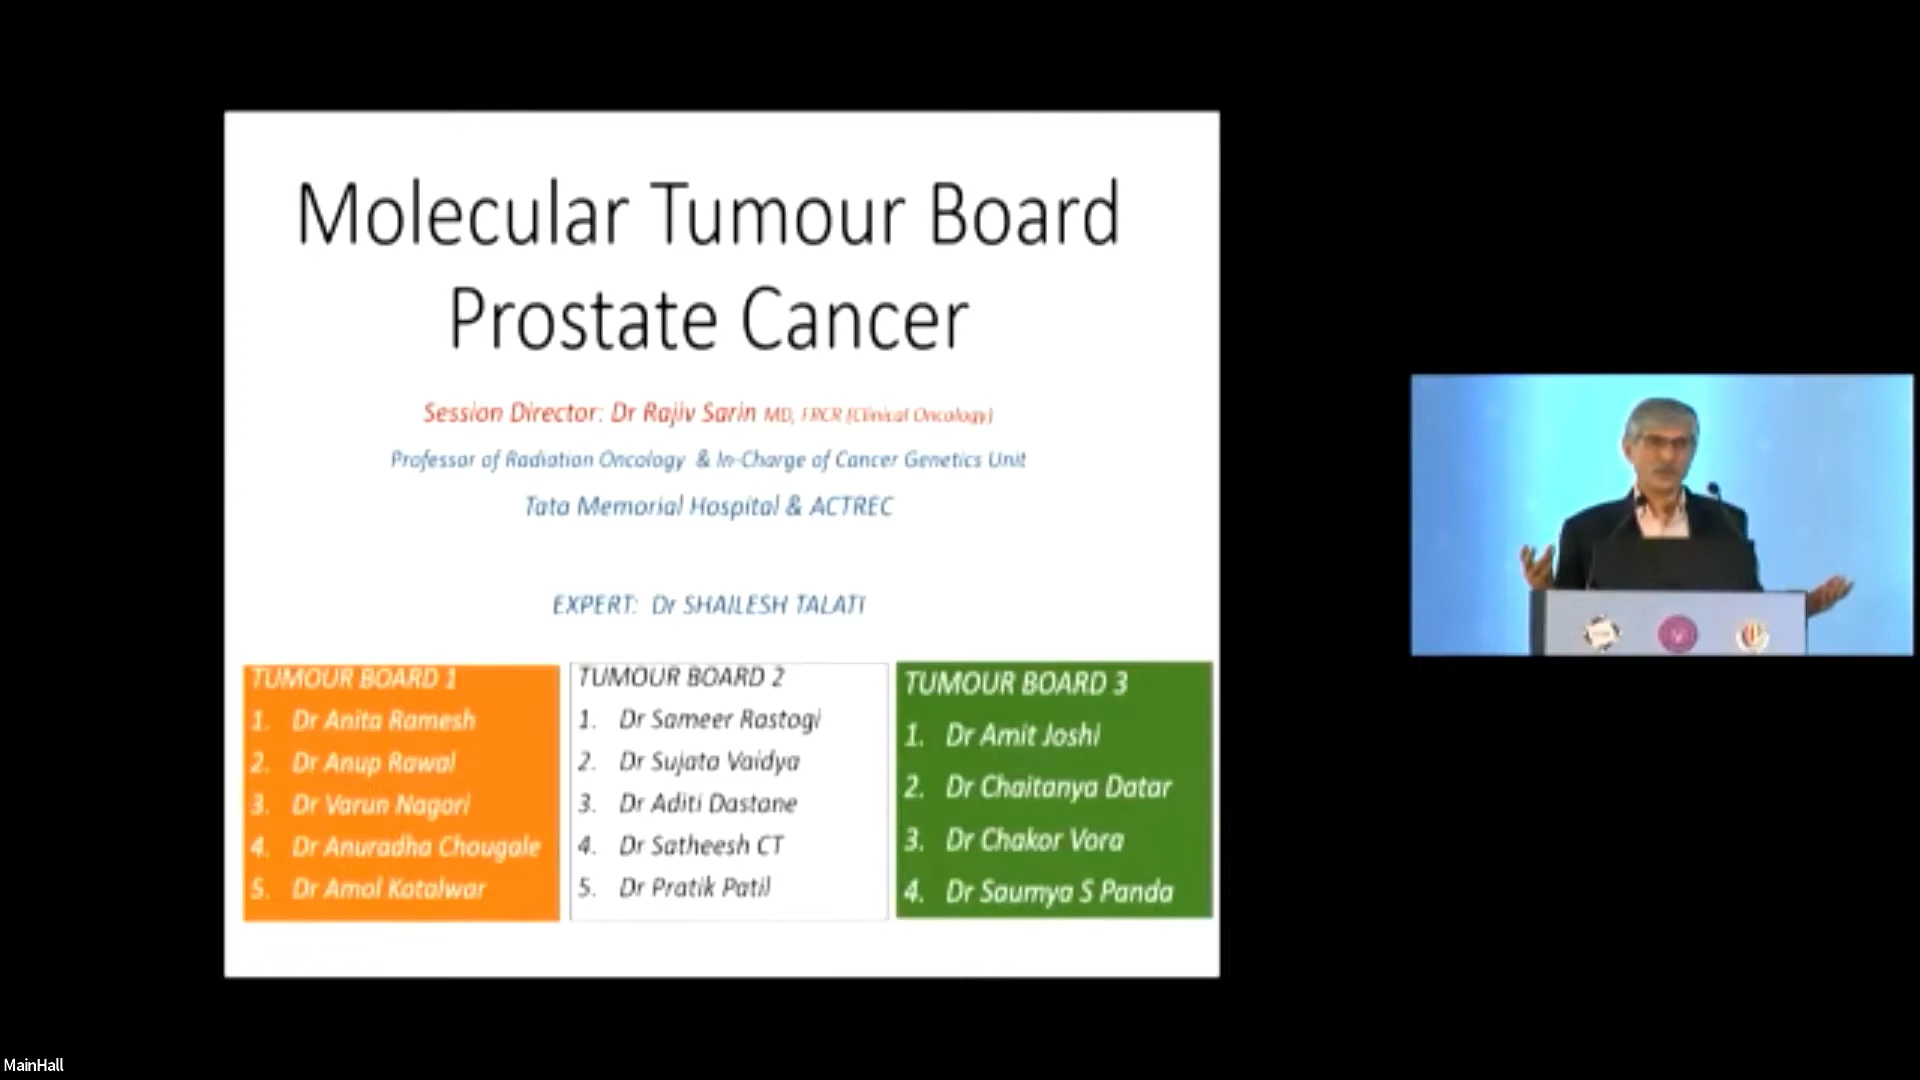 Molecular Tumour Board
Prostate Cancer
Session Director: Dr Rajiv Sarin MD, FRCR (Clinical Oncology)
Professor of Radiation Oncology & In-Charge of Cancer Genetics Unit
Tata Memorial Hospital & ACTREC
EXPERT: Dr SHAILESH TALATI
TUMOUR BOARD 1
1. Dr Anita Ramesh
2. Dr Anup Rawal
3. Dr Varun Nagori
4. Dr Anuradha Chougale
5. Dr Amol Kotalwar
TUMOUR BOARD 2
1. Dr Sameer Rastogi
2. Dr Sujata Vaidya
3. Dr Aditi Dastane
4. Dr Satheesh CT
5. Dr Pratik Patil
TUMOUR BOARD 3
1. Dr Amit Joshi
2. Dr Chaitanya Datar
3. Dr Chakor Vora
4. Dr Saumya S Panda
MainHall